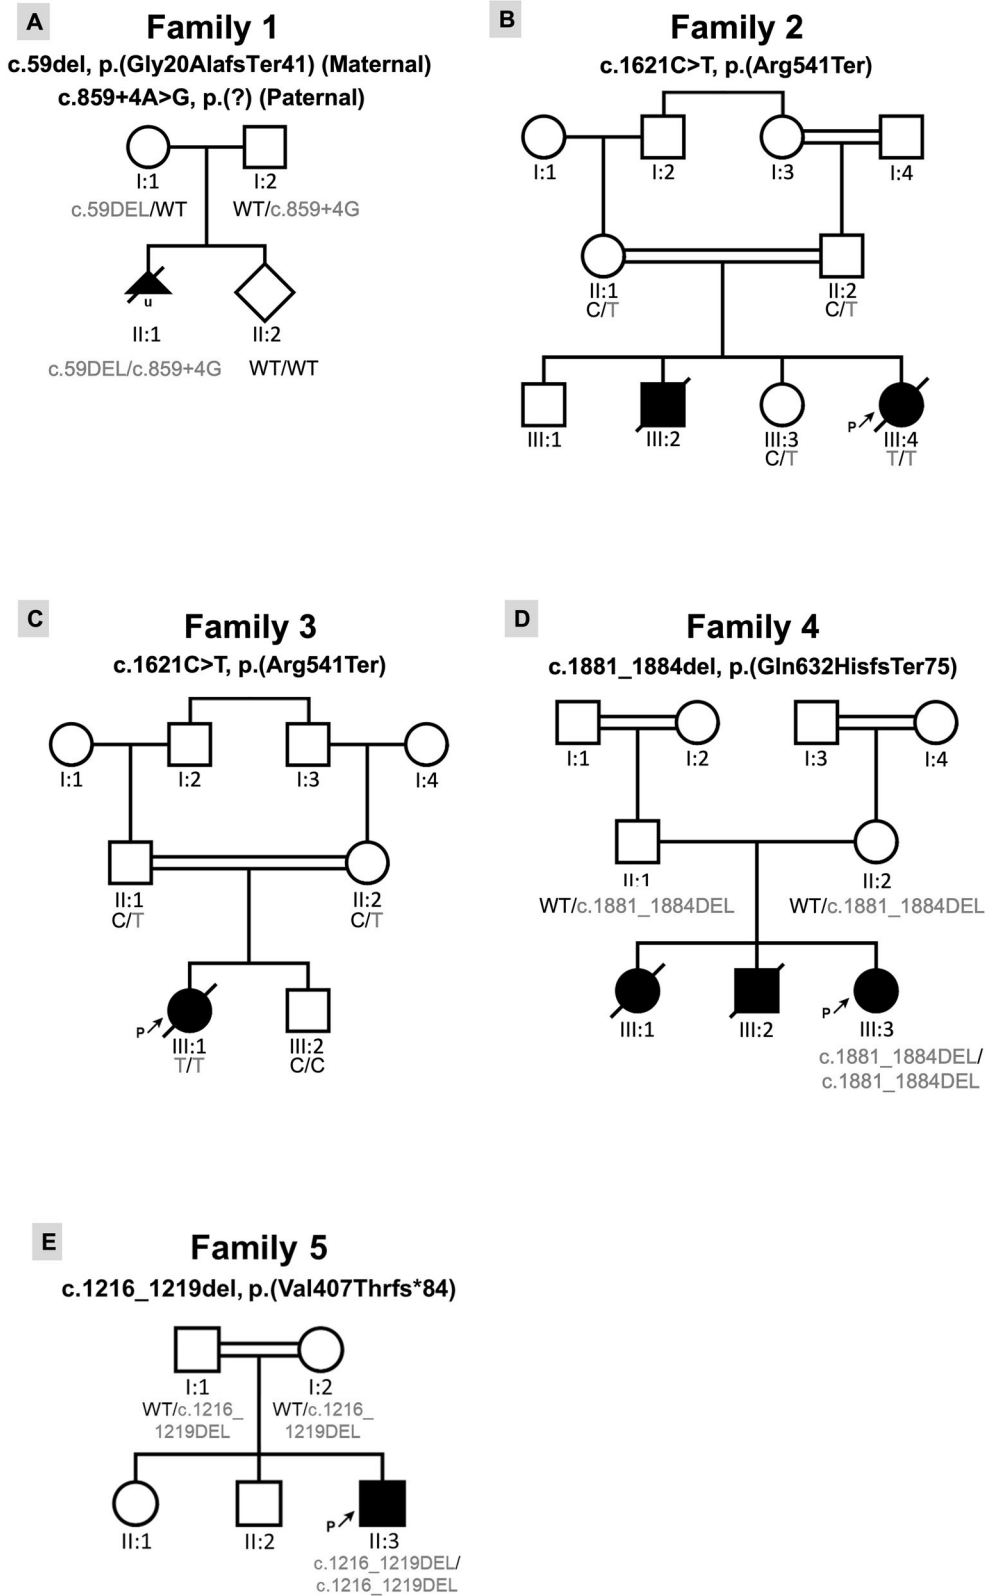 A
Family 1
c.59del, p.(Gly20AlafsTer41) (Maternal)
c.859+4A>G, p.(?) (Paternal)
I:1 I:2
c.59DEL/WT WT/c.859+4G
u
II:1 II:2
c.59DEL/c.859+4G WT/WT
B
Family 2
c.1621C>T, p.(Arg541Ter)
I:1 I:2 I:3 I:4
II:1 II:2
C/T C/T
P
III:1 III:2 III:3 III:4
C/T T/T
C
Family 3
c.1621C>T, p.(Arg541Ter)
I:1 I:2 I:3 I:4
II:1 II:2
C/T C/T
P
III:1 III:2
T/T C/C
D
Family 4
c.1881_1884del, p.(Gln632HisfsTer75)
I:1 I:2 I:3 I:4
II:1 II:2
WT/c.1881_1884DEL WT/c.1881_1884DEL
P
III:1 III:2 III:3
c.1881_1884DEL/
c.1881_1884DEL
E
Family 5
c.1216_1219del, p.(Val407Thrfs*84)
I:1 I:2
WT/c.1216_ WT/c.1216_
1219DEL 1219DEL
P
II:1 II:2 II:3
c.1216_1219DEL/
c.1216_1219DEL